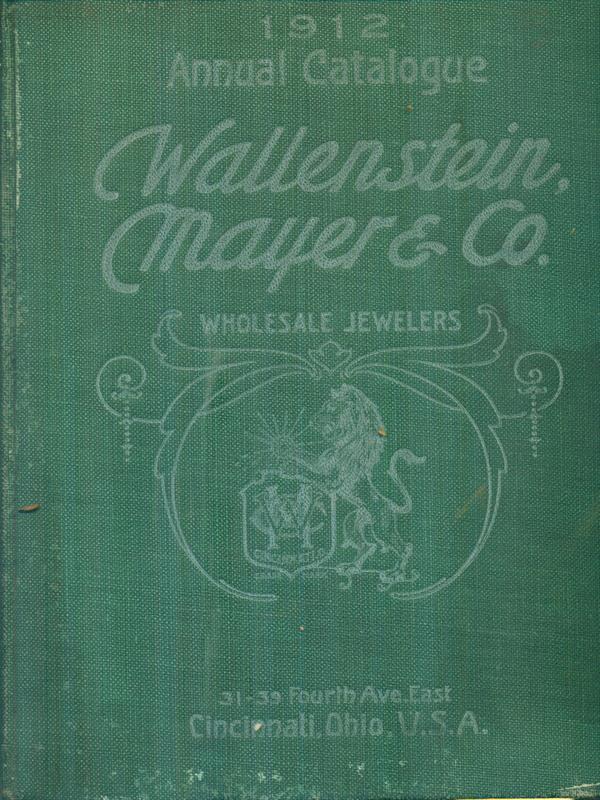 1912
Annual Catalogue
Wallenstein,
Mayer & Co.
WHOLESALE JEWELERS
31-39 Fourth Ave. East
Cincinnati, Ohio, U.S.A.